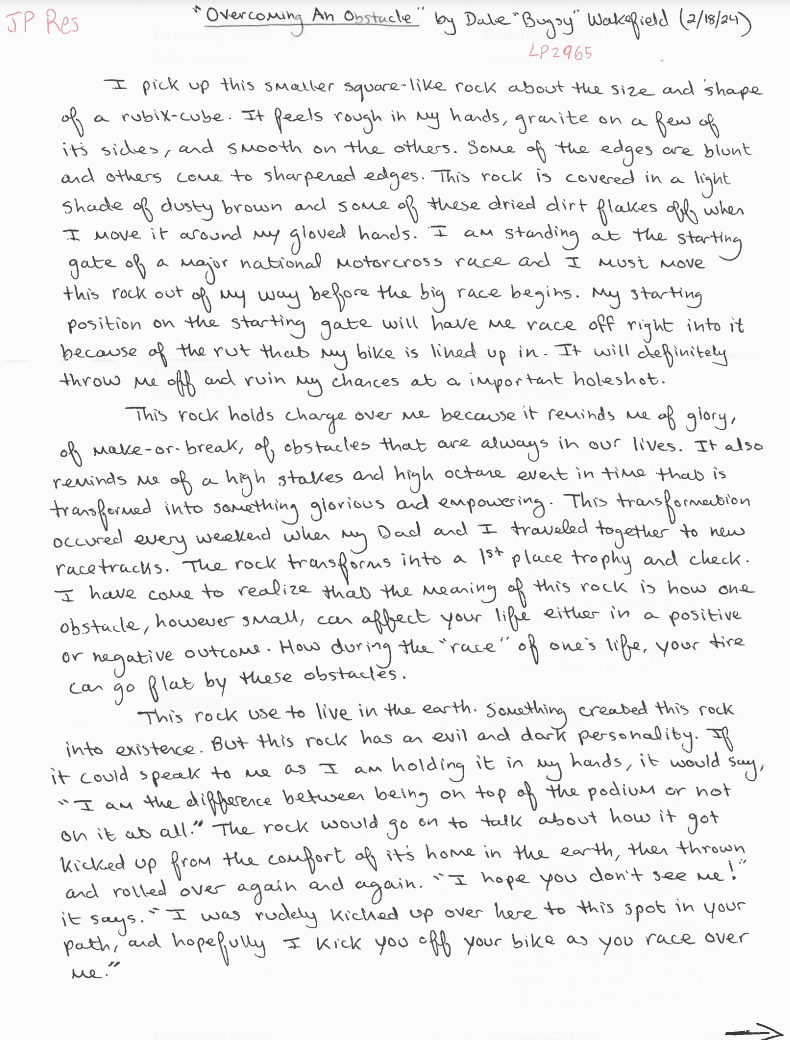 JP Res
"Overcoming An Obstacle" by Dale "Bugsy" Wakefield (2/18/24)
LP2965
I pick up this smaller square-like rock about the size and shape
of a rubix-cube. It feels rough in my hands, granite on a few of
it's sides, and smooth on the others. Some of the edges are blunt
and others come to sharpened edges. This rock is covered in a light
shade of dusty brown and some of these dried dirt flakes off when
I move it around my gloved hands. I am standing at the starting
gate of a major national motorcross race and I must move
this rock out of my way before the big race begins. My starting
position on the starting gate will have me race off right into it
because of the rut that my bike is lined up in. It will definitely
throw me off and ruin my chances at a important holeshot.
This rock holds charge over me because it reminds me of glory,
of make-or-break, of obstacles that are always in our lives. It also
reminds me of a high stakes and high octane event in time that is
transformed into something glorious and empowering. This transformation
occured every weekend when my Dad and I traveled together to new
racetracks. The rock transforms into a 1st place trophy and check.
I have come to realize that the meaning of this rock is how one
obstacle, however small, can affect your life either in a positive
or negative outcome. How during the "race" of one's life, your tire
can go flat by these obstacles.
This rock use to live in the earth. Something created this rock
into existence. But this rock has an evil and dark personality. If
it could speak to me as I am holding it in my hands, it would say,
"I am the difference between being on top of the podium or not
on it at all." The rock would go on to talk about how it got
kicked up from the comfort of it's home in the earth, then thrown
and rolled over again and again. "I hope you don't see me!"
it says. "I was rudely kicked up over here to this spot in your
path, and hopefully I kick you off your bike as you race over
me."